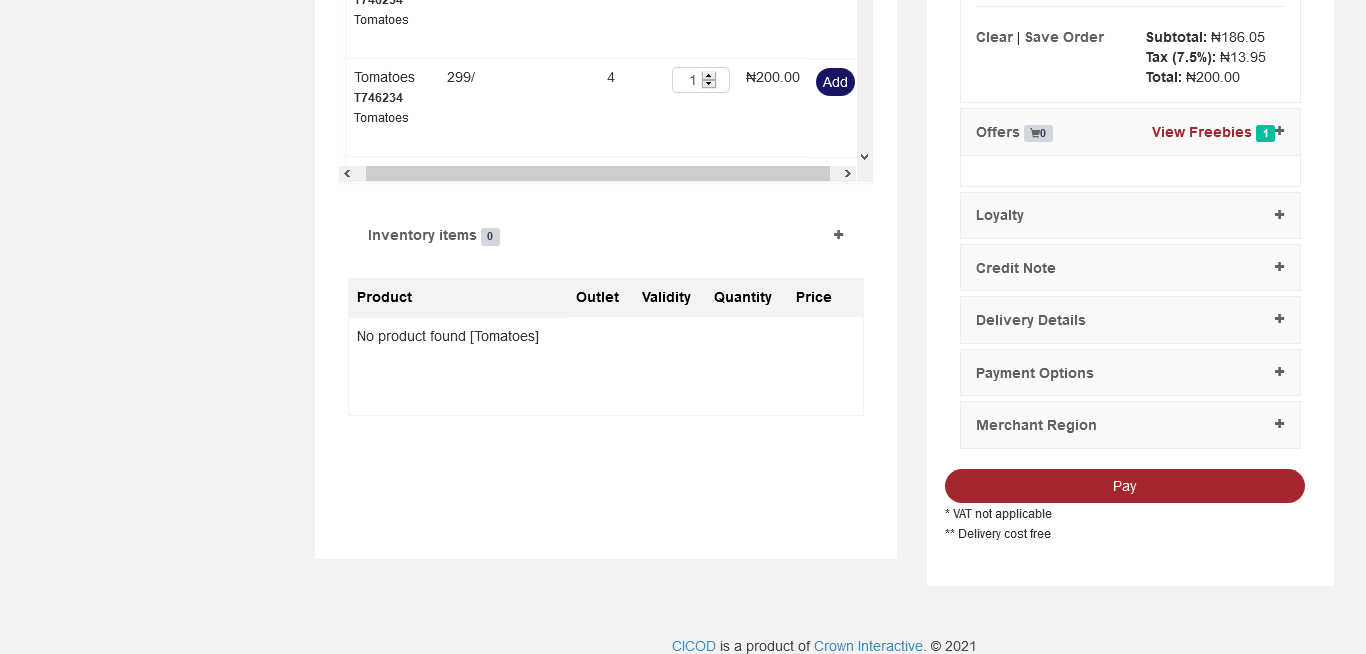 T746234
Tomatoes
Tomatoes 299/ 4 1 ₦200.00 Add
T746234
Tomatoes
Inventory items 0
Product Outlet Validity Quantity Price
No product found [Tomatoes]
Clear | Save Order
Subtotal: ₦186.05
Tax (7.5%): ₦13.95
Total: ₦200.00
Offers 0 View Freebies 1
Loyalty
Credit Note
Delivery Details
Payment Options
Merchant Region
Pay
* VAT not applicable
** Delivery cost free
CICOD is a product of Crown Interactive. © 2021